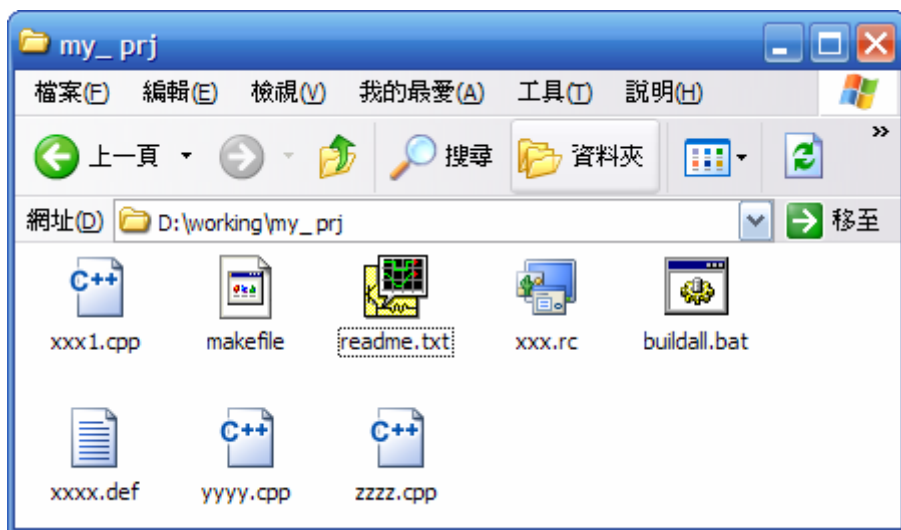 my_ prj
檔案(F) 編輯(E) 檢視(V) 我的最愛(A) 工具(T) 說明(H)
上一頁 搜尋 資料夾 »
網址(D) D:\working\my_ prj 移至
C++ C++ C++
xxx1.cpp makefile readme.txt xxx.rc buildall.bat
xxxx.def yyyy.cpp zzzz.cpp